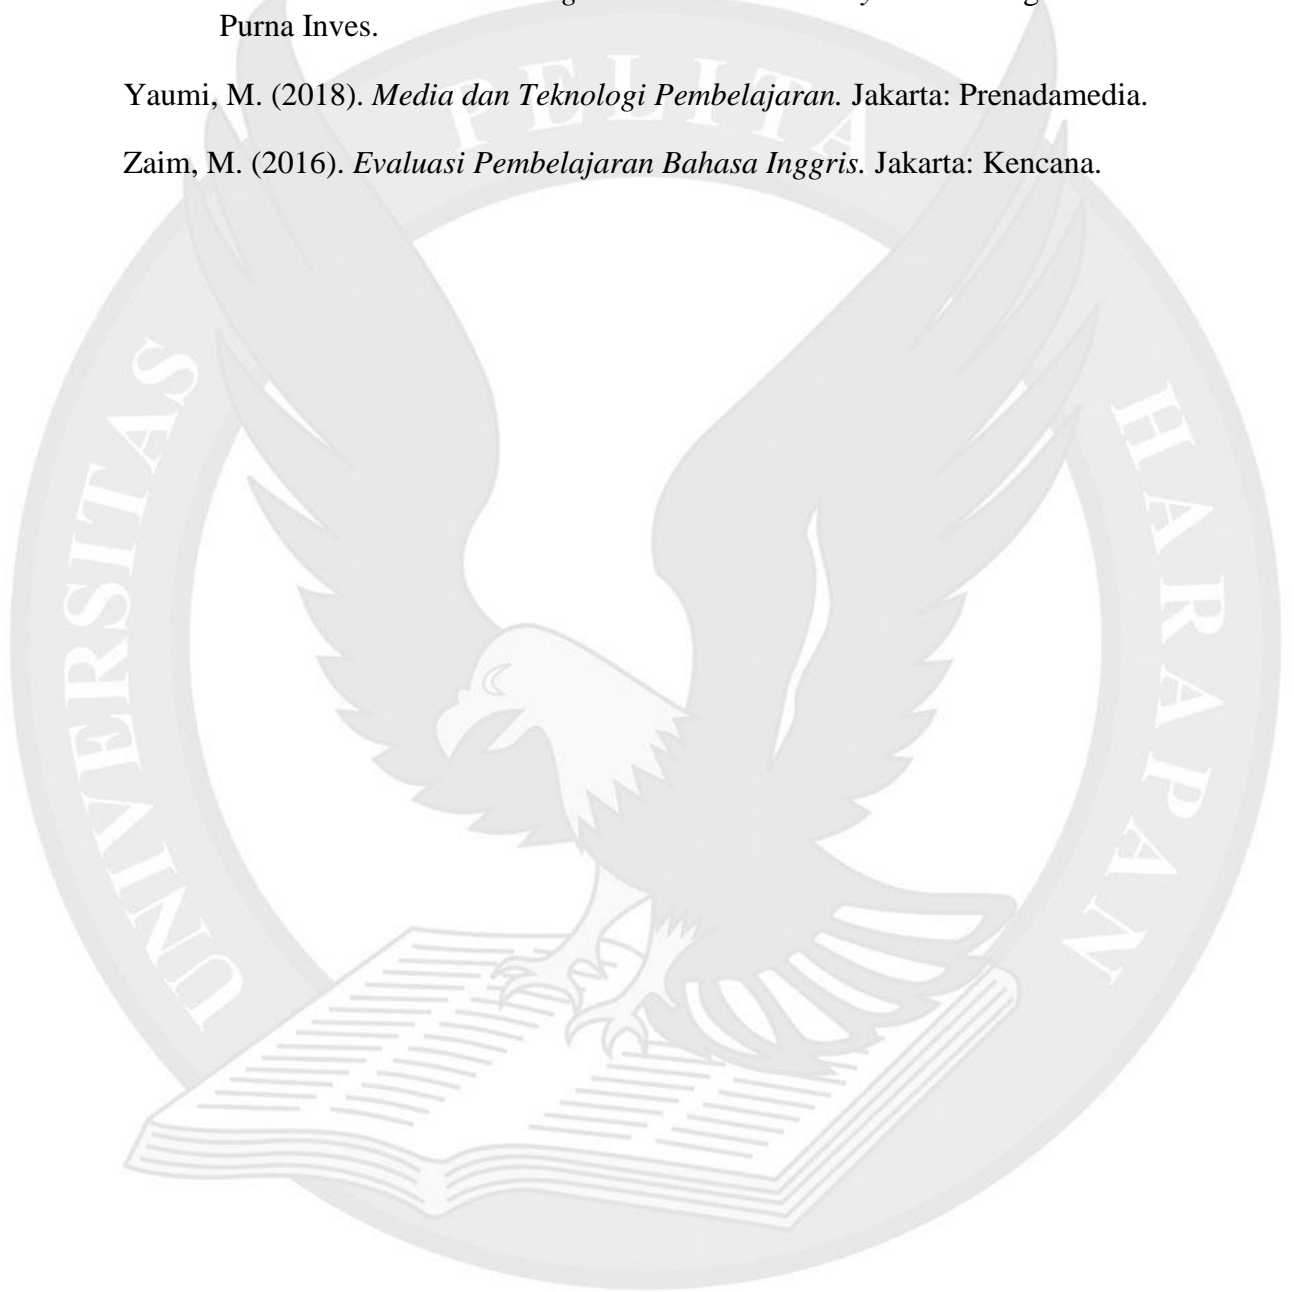 Purna Inves.
Yaumi, M. (2018). Media dan Teknologi Pembelajaran. Jakarta: Prenadamedia.
Zaim, M. (2016). Evaluasi Pembelajaran Bahasa Inggris. Jakarta: Kencana.
UNIVERSITAS PELITA HARAPAN